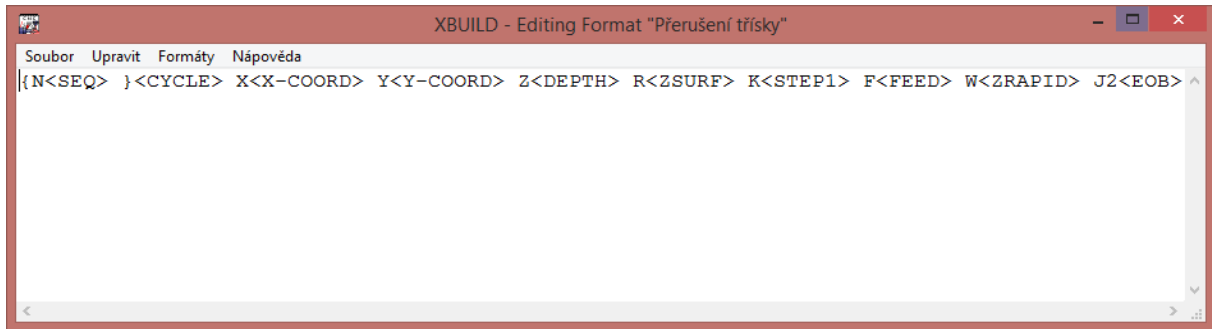 XBUILD - Editing Format "Přerušení třísky"
Soubor Upravit Formáty Nápověda
{N<SEQ> }<CYCLE> X<X-COORD> Y<Y-COORD> Z<DEPTH> R<ZSURF> K<STEP1> F<FEED> W<ZRAPID> J2<EOB>